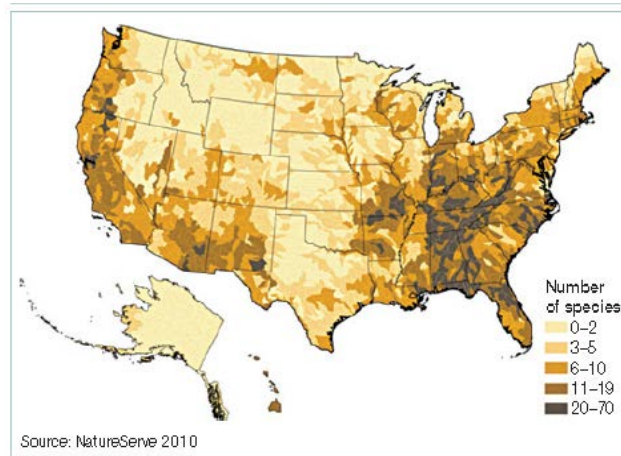 Number
of species
0–2
3–5
6–10
11–19
20–70
Source: NatureServe 2010